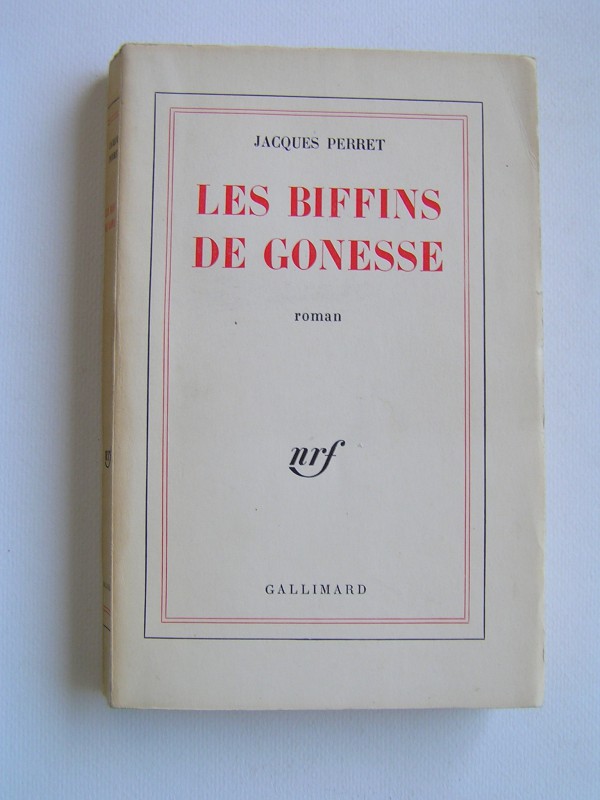 JACQUES PERRET
LES BIFFINS
DE GONESSE
roman
nrf
GALLIMARD